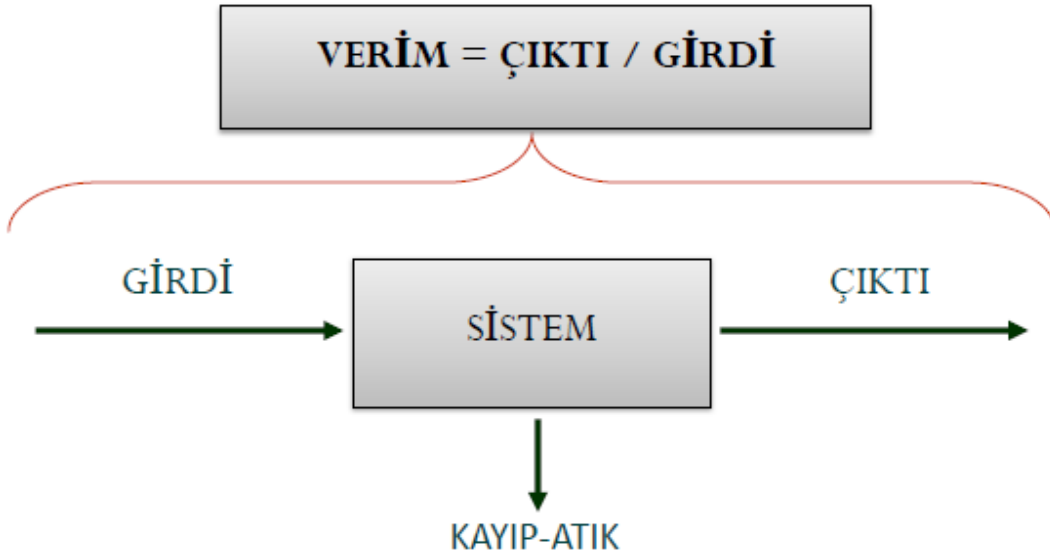 VERİM = ÇIKTI / GİRDİ
GİRDİ
SİSTEM
ÇIKTI
KAYIP-ATIK